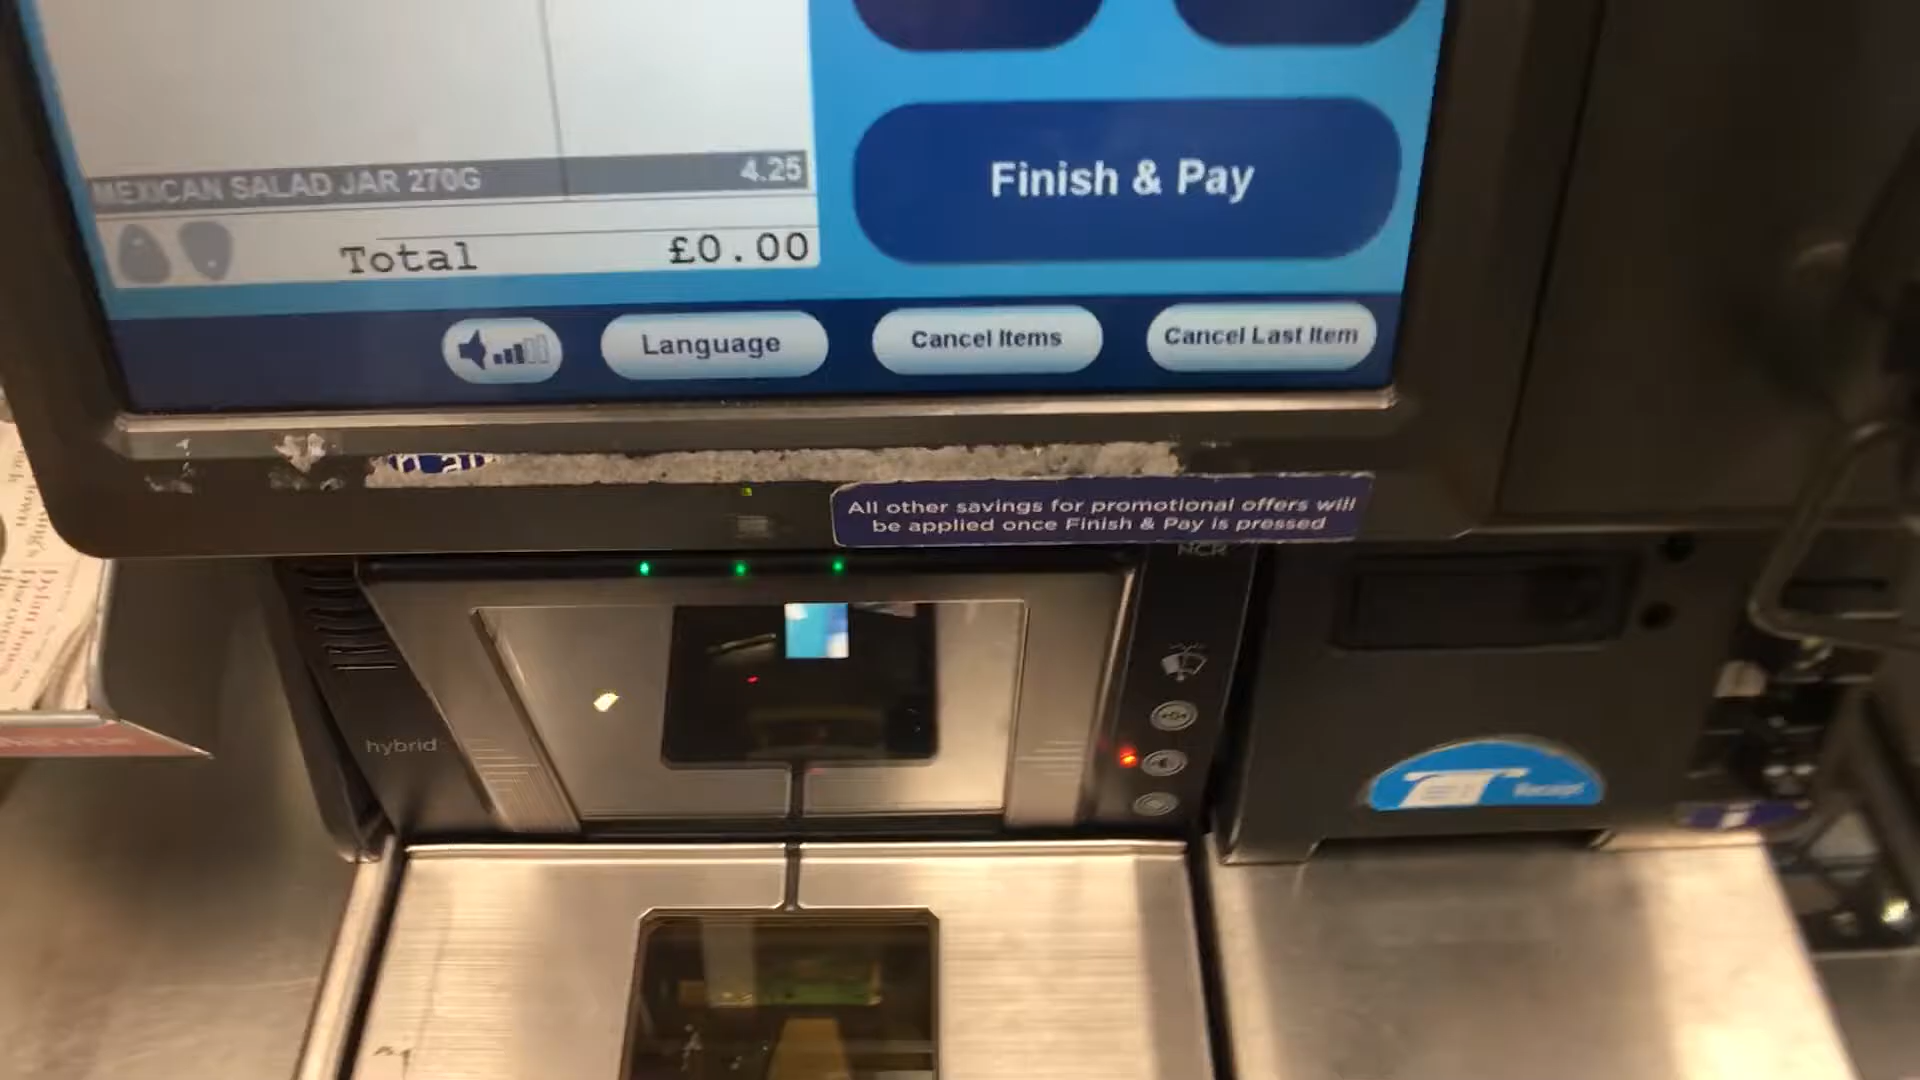 MEXICAN SALAD JAR 270G 4.25
Total £0.00
Finish & Pay
Language
Cancel Items
Cancel Last Item
All other savings for promotional offers will
be applied once Finish & Pay is pressed
NCR
hybrid
Receipt